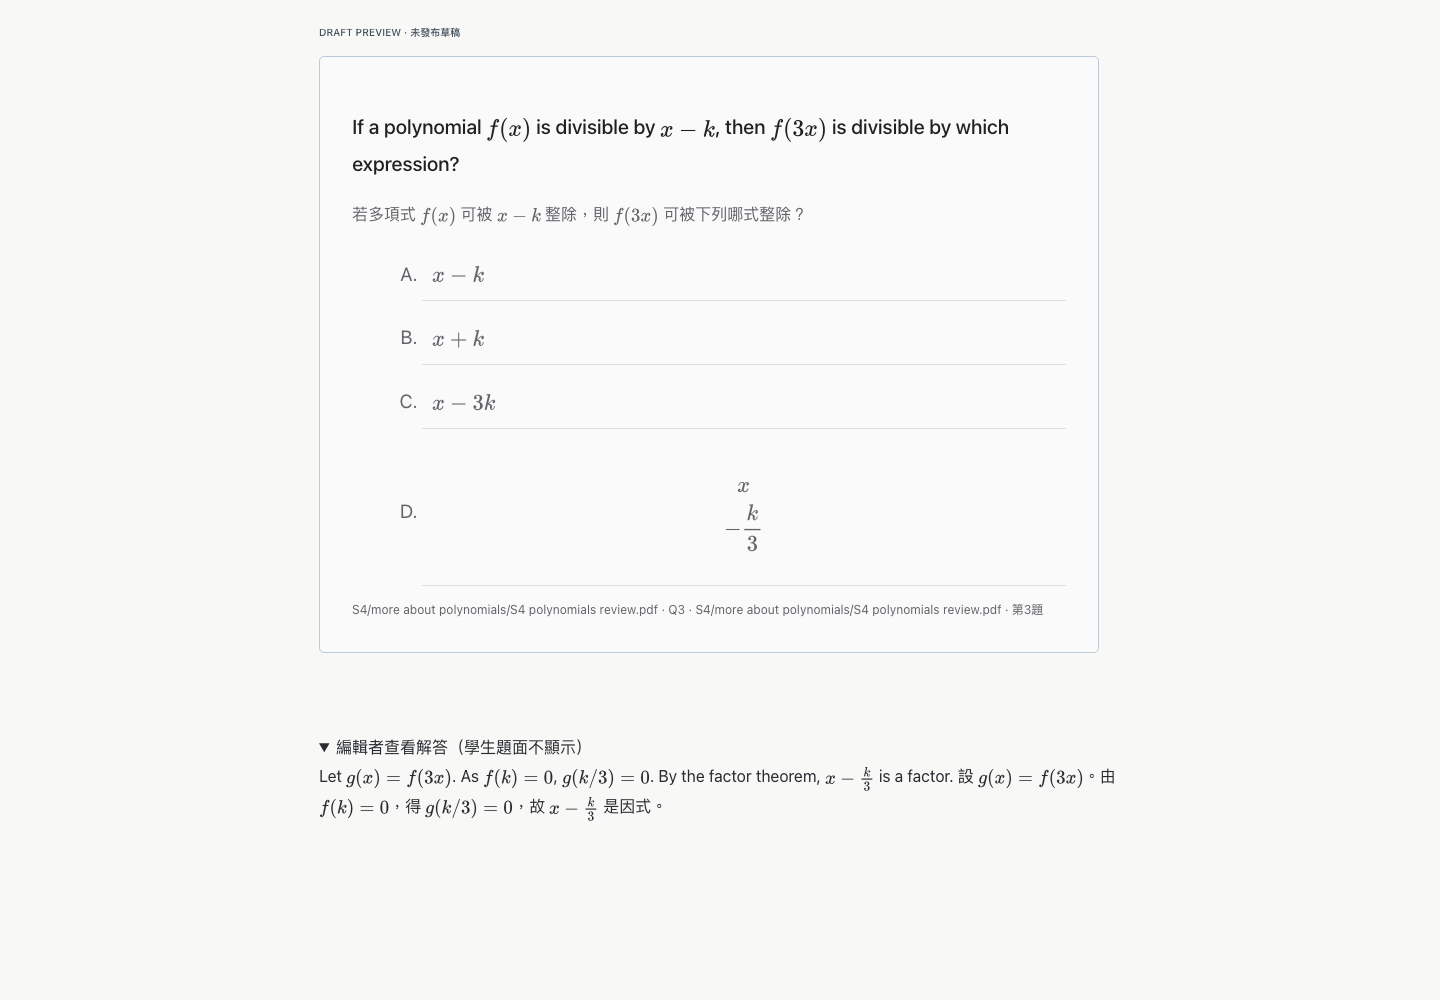 DRAFT PREVIEW · 未發布草稿
If a polynomial f(x) is divisible by x − k, then f(3x) is divisible by which
expression?
若多項式 f(x) 可被 x − k 整除，則 f(3x) 可被下列哪式整除？
A. x − k
B. x + k
C. x − 3k
D. x − k/3
S4/more about polynomials/S4 polynomials review.pdf · Q3 · S4/more about polynomials/S4 polynomials review.pdf · 第3題
▼ 編輯者查看解答（學生題面不顯示）
Let g(x) = f(3x). As f(k) = 0, g(k/3) = 0. By the factor theorem, x − k/3 is a factor. 設 g(x) = f(3x)。由
f(k) = 0，得 g(k/3) = 0，故 x − k/3 是因式。